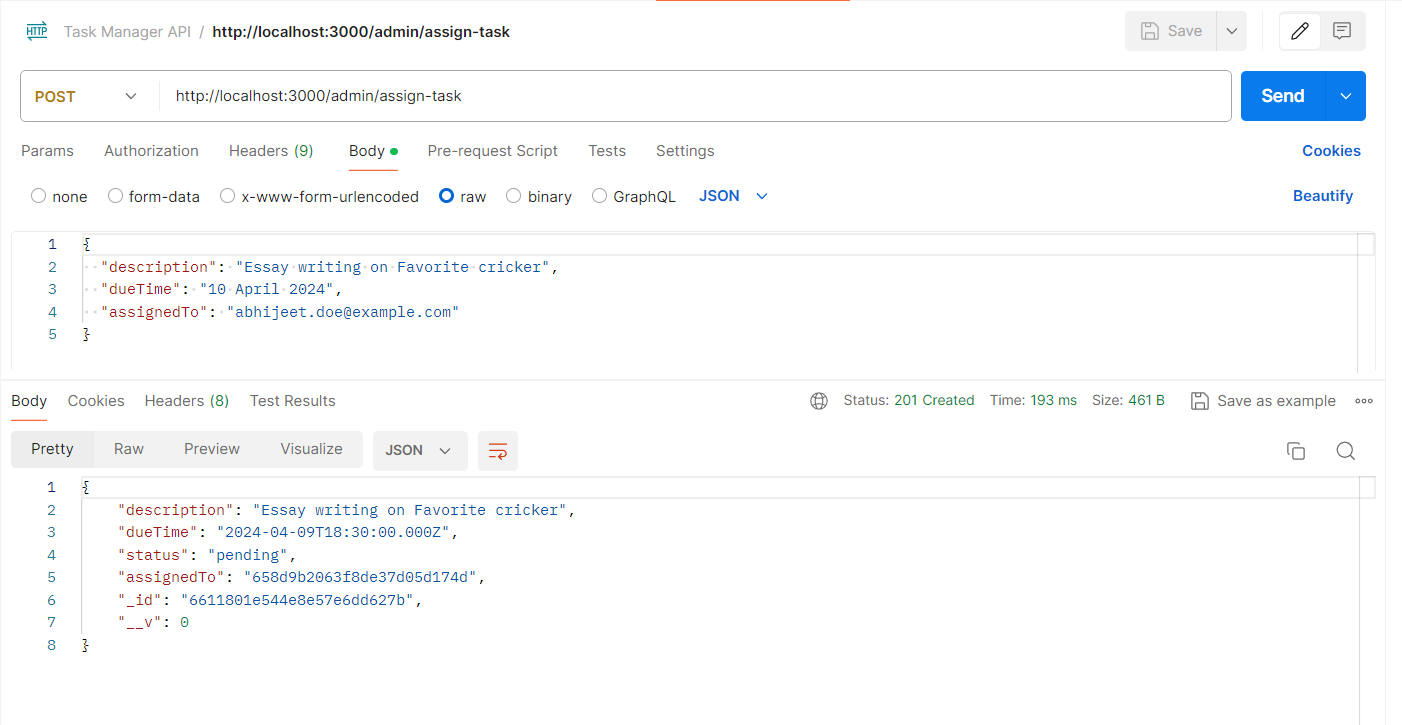 HTTP Task Manager API / http://localhost:3000/admin/assign-task Save
POST http://localhost:3000/admin/assign-task Send
Params Authorization Headers (9) Body Pre-request Script Tests Settings Cookies
none form-data x-www-form-urlencoded raw binary GraphQL JSON Beautify
1 {
2 "description": "Essay writing on Favorite cricker",
3 "dueTime": "10 April 2024",
4 "assignedTo": "abhijeet.doe@example.com"
5 }
Body Cookies Headers (8) Test Results Status: 201 Created Time: 193 ms Size: 461 B Save as example
Pretty Raw Preview Visualize JSON
1 {
2 "description": "Essay writing on Favorite cricker",
3 "dueTime": "2024-04-09T18:30:00.000Z",
4 "status": "pending",
5 "assignedTo": "658d9b2063f8de37d05d174d",
6 "_id": "6611801e544e8e57e6dd627b",
7 "__v": 0
8 }